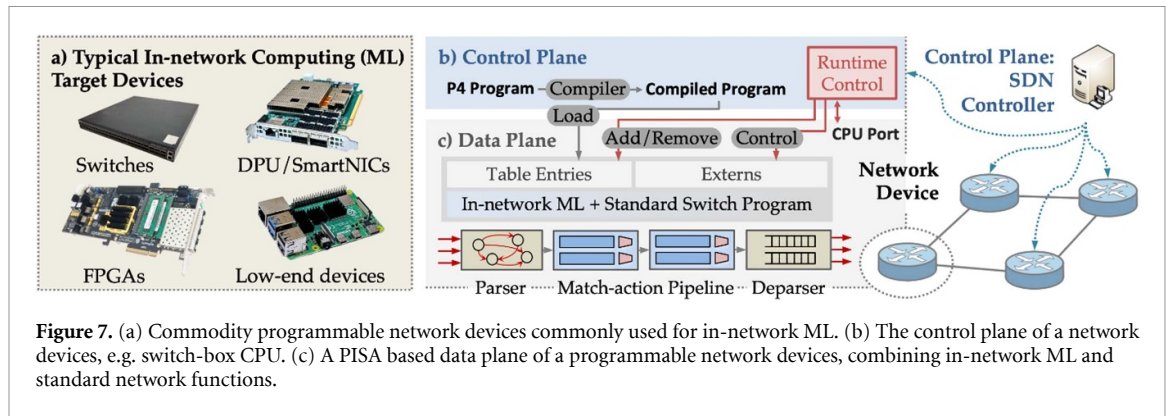 a) Typical In-network Computing (ML)
Target Devices
Switches
DPU/SmartNICs
FPGAs
Low-end devices
b) Control Plane
P4 Program
Compiler
Compiled Program
Runtime
Control
Load
CPU Port
c) Data Plane
Add/Remove
Control
Table Entries
Externs
In-network ML + Standard Switch Program
Parser
Match-action Pipeline
Deparser
Control Plane:
SDN
Controller
Network
Device
Figure 7. (a) Commodity programmable network devices commonly used for in-network ML. (b) The control plane of a network
devices, e.g. switch-box CPU. (c) A PISA based data plane of a programmable network devices, combining in-network ML and
standard network functions.